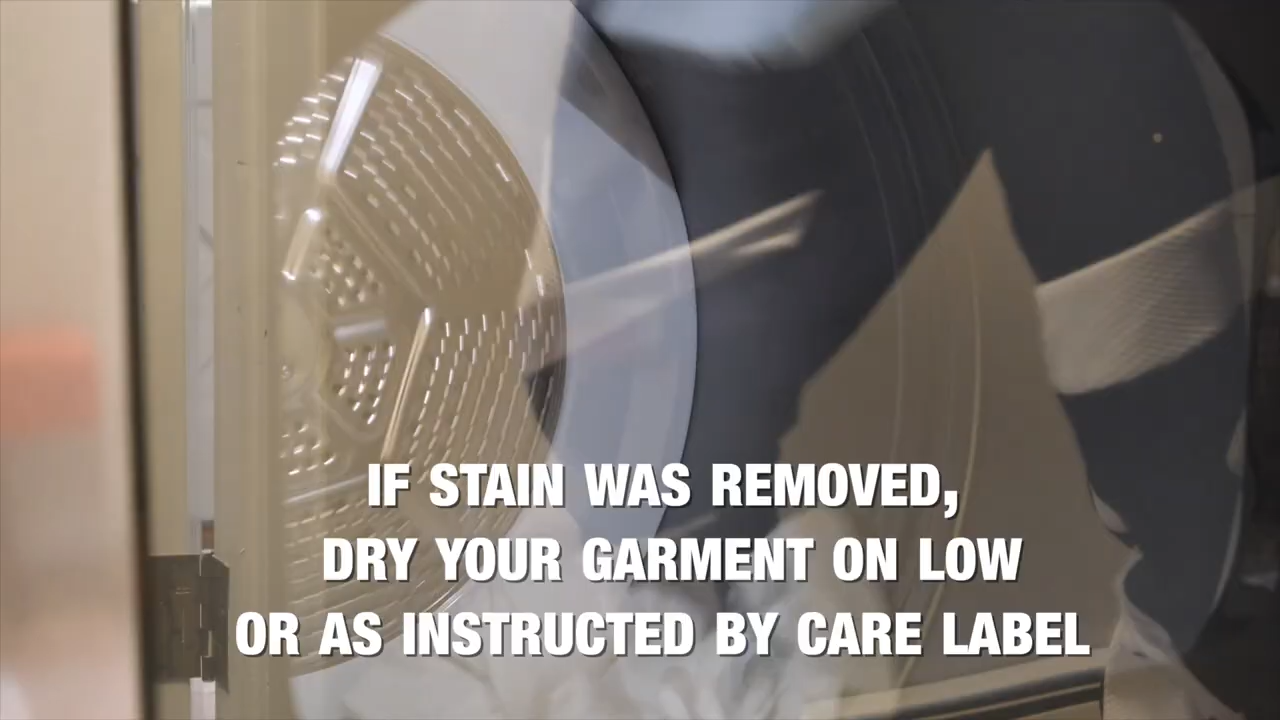 IF STAIN WAS REMOVED,
DRY YOUR GARMENT ON LOW
OR AS INSTRUCTED BY CARE LABEL